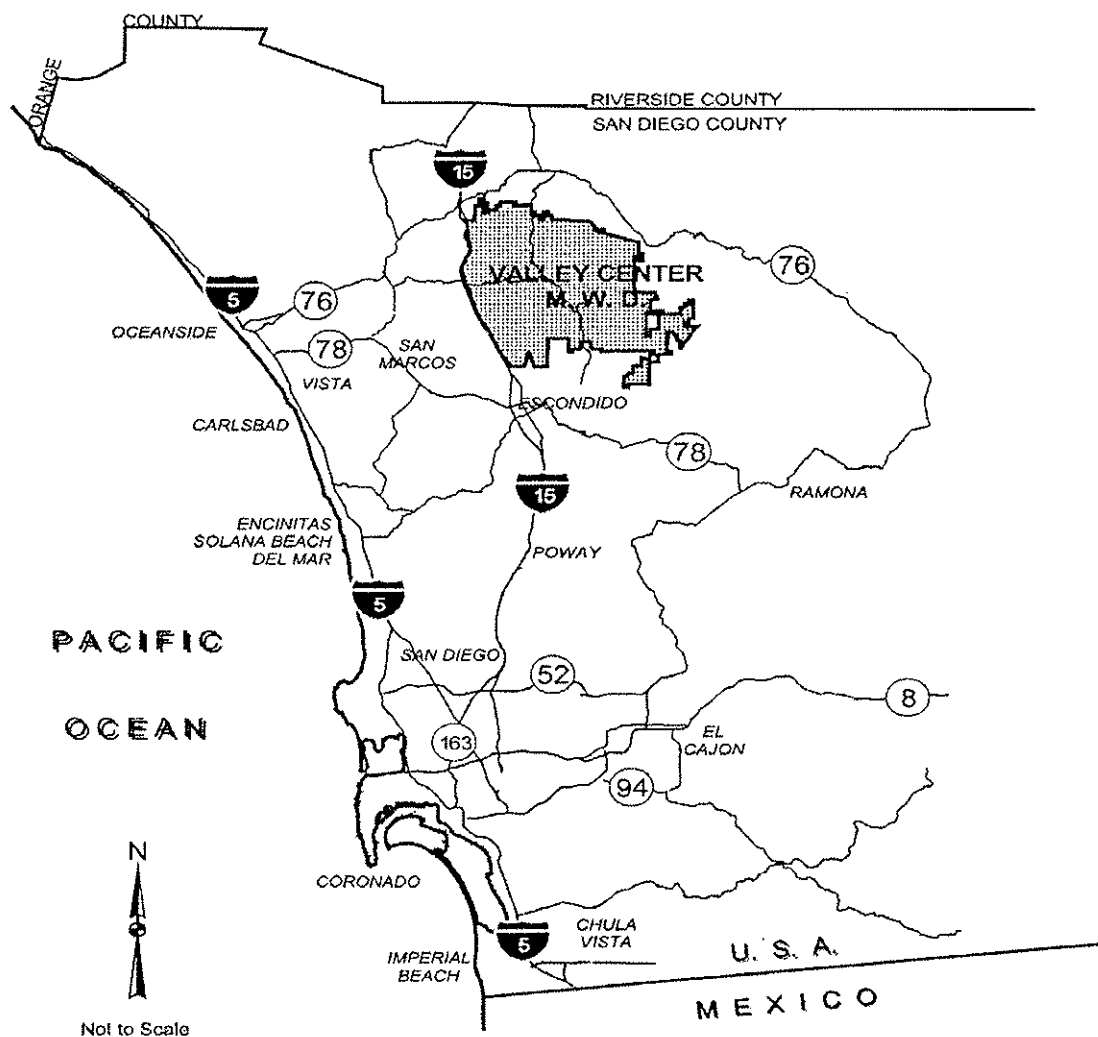 COUNTY
ORANGE
RIVERSIDE COUNTY
SAN DIEGO COUNTY
15
VALLEY CENTER
M. W. D.
76
5
76
OCEANSIDE
78
SAN
MARCOS
VISTA
CARLSBAD
ESCONDIDO
78
15
RAMONA
ENCINITAS
SOLANA BEACH
DEL MAR
POWAY
5
PACIFIC
OCEAN
SAN DIEGO
52
8
163
EL
CAJON
94
N
CORONADO
CHULA
VISTA
5
IMPERIAL
BEACH
U. S. A.
MEXICO
Not to Scale